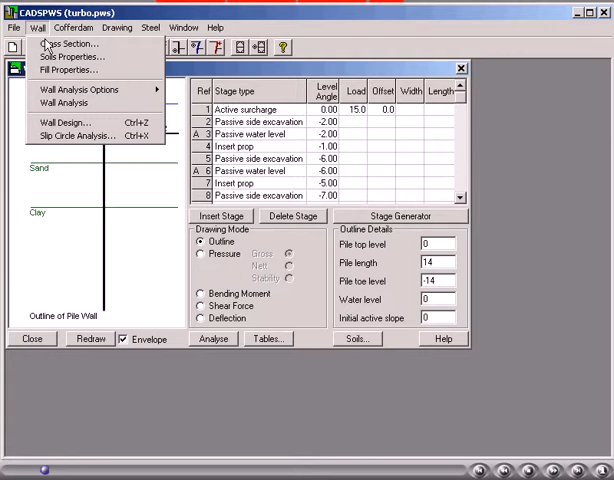 CADSPWS (turbo.pws)
File Wall Cofferdam Drawing Steel Window Help
Cross Section...
Soils Properties...
Fill Properties...
Wall Analysis Options
Wall Analysis
Wall Design... Ctrl+Z
Slip Circle Analysis... Ctrl+X
Sand
Clay
Outline of Pile Wall
Ref Stage type Level Angle Load Offset Width Length
1 Active surcharge 0.00 15.0 0.0
2 Passive side excavation -2.00
A 3 Passive water level -2.00
4 Insert prop -1.00
5 Passive side excavation -6.00
A 6 Passive water level -6.00
7 Insert prop -5.00
8 Passive side excavation -7.00
Insert Stage Delete Stage Stage Generator
Drawing Mode
Outline
Pressure Gross
Nett
Stability
Bending Moment
Shear Force
Deflection
Outline Details
Pile top level 0
Pile length 14
Pile toe level -14
Water level 0
Initial active slope 0
Close Redraw Envelope Analyse Tables... Soils... Help